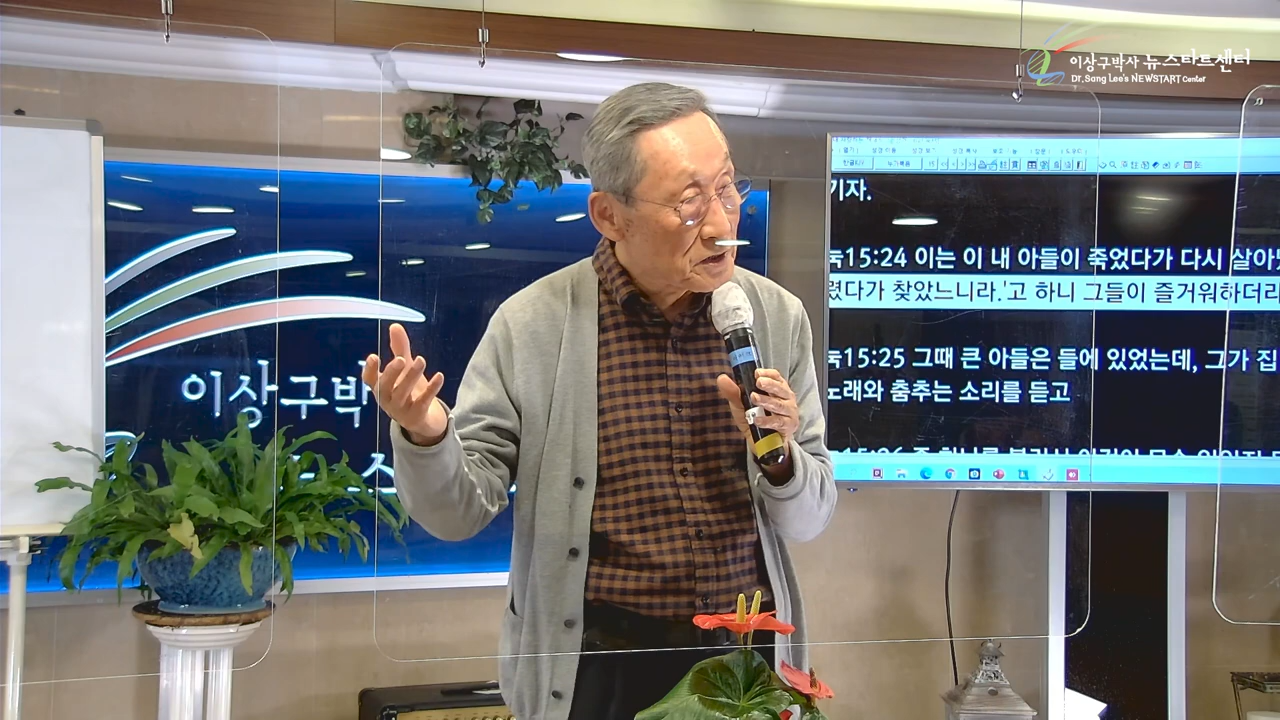 이상구박사 뉴스타트센터
Dr. Sang Lee's NEWSTART Center
기자.
눅15:24 이는 이 내 아들이 죽었다가 다시 살아
렸다가 찾았느니라.'고 하니 그들이 즐거워하더라
눅15:25 그때 큰 아들은 들에 있었는데, 그가 집
노래와 춤추는 소리를 듣고
이상구박
스